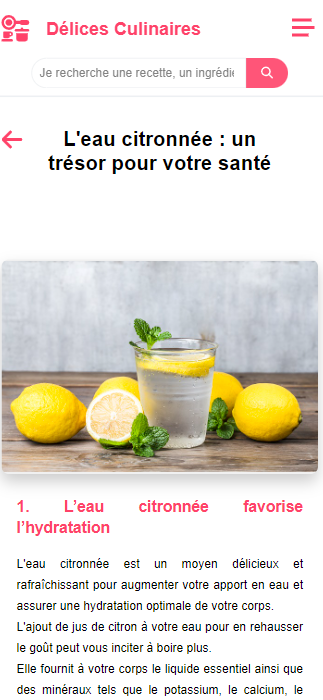 Délices Culinaires
Je recherche une recette, un ingrédie
L'eau citronnée : un
trésor pour votre santé
1. L’eau citronnée favorise
l’hydratation
L'eau citronnée est un moyen délicieux et
rafraîchissant pour augmenter votre apport en eau et
assurer une hydratation optimale de votre corps.
L'ajout de jus de citron à votre eau pour en rehausser
le goût peut vous inciter à boire plus.
Elle fournit à votre corps le liquide essentiel ainsi que
des minéraux tels que le potassium, le calcium, le